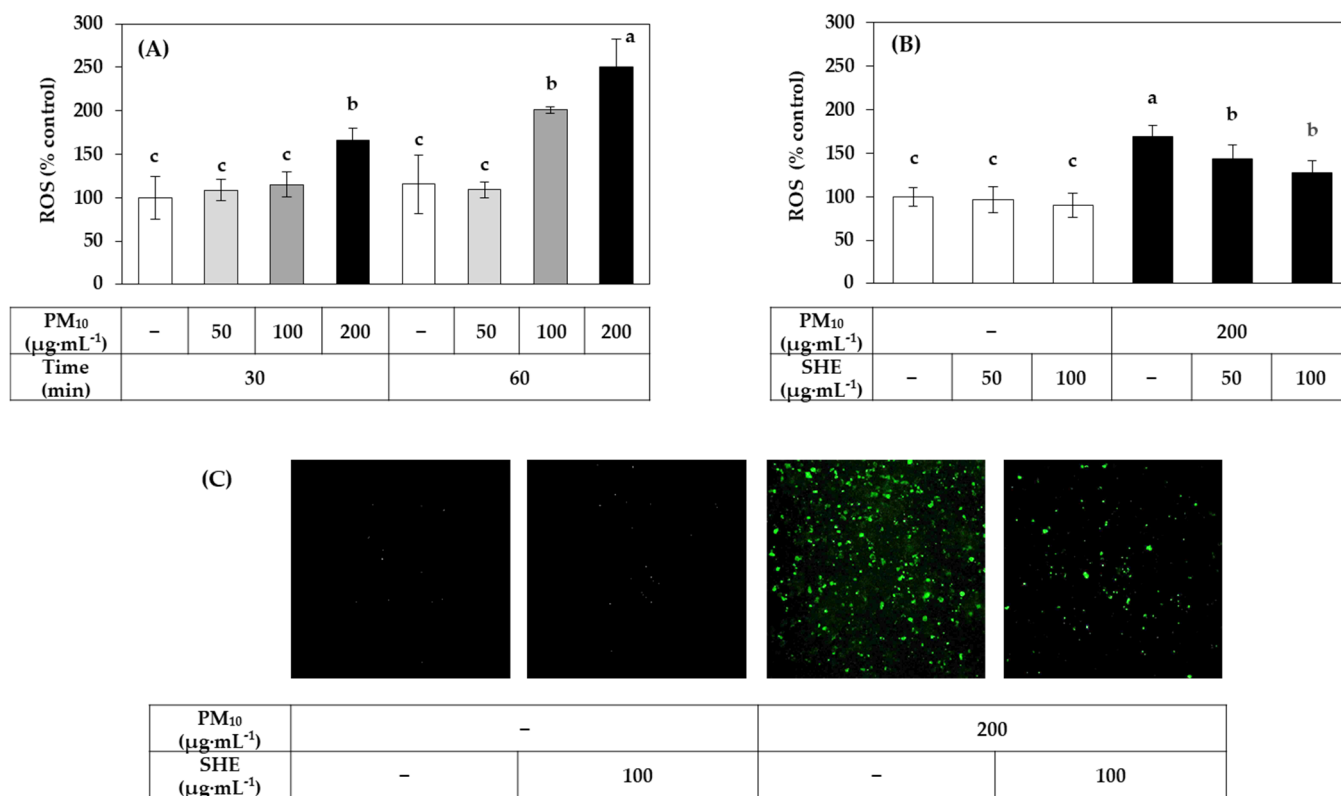 (A)
ROS (% control)
300
250
200
150
100
50
0
c
c
c
b
c
c
b
a
PM₁₀ (µg·mL⁻¹) – 50 100 200 – 50 100 200
Time (min) 30 60
(B)
ROS (% control)
300
250
200
150
100
50
0
c
c
c
a
b
b
PM₁₀ (µg·mL⁻¹) – 200
SHE (µg·mL⁻¹) – 50 100 – 50 100
(C)
PM₁₀ (µg·mL⁻¹) – 200
SHE (µg·mL⁻¹) – 100 – 100